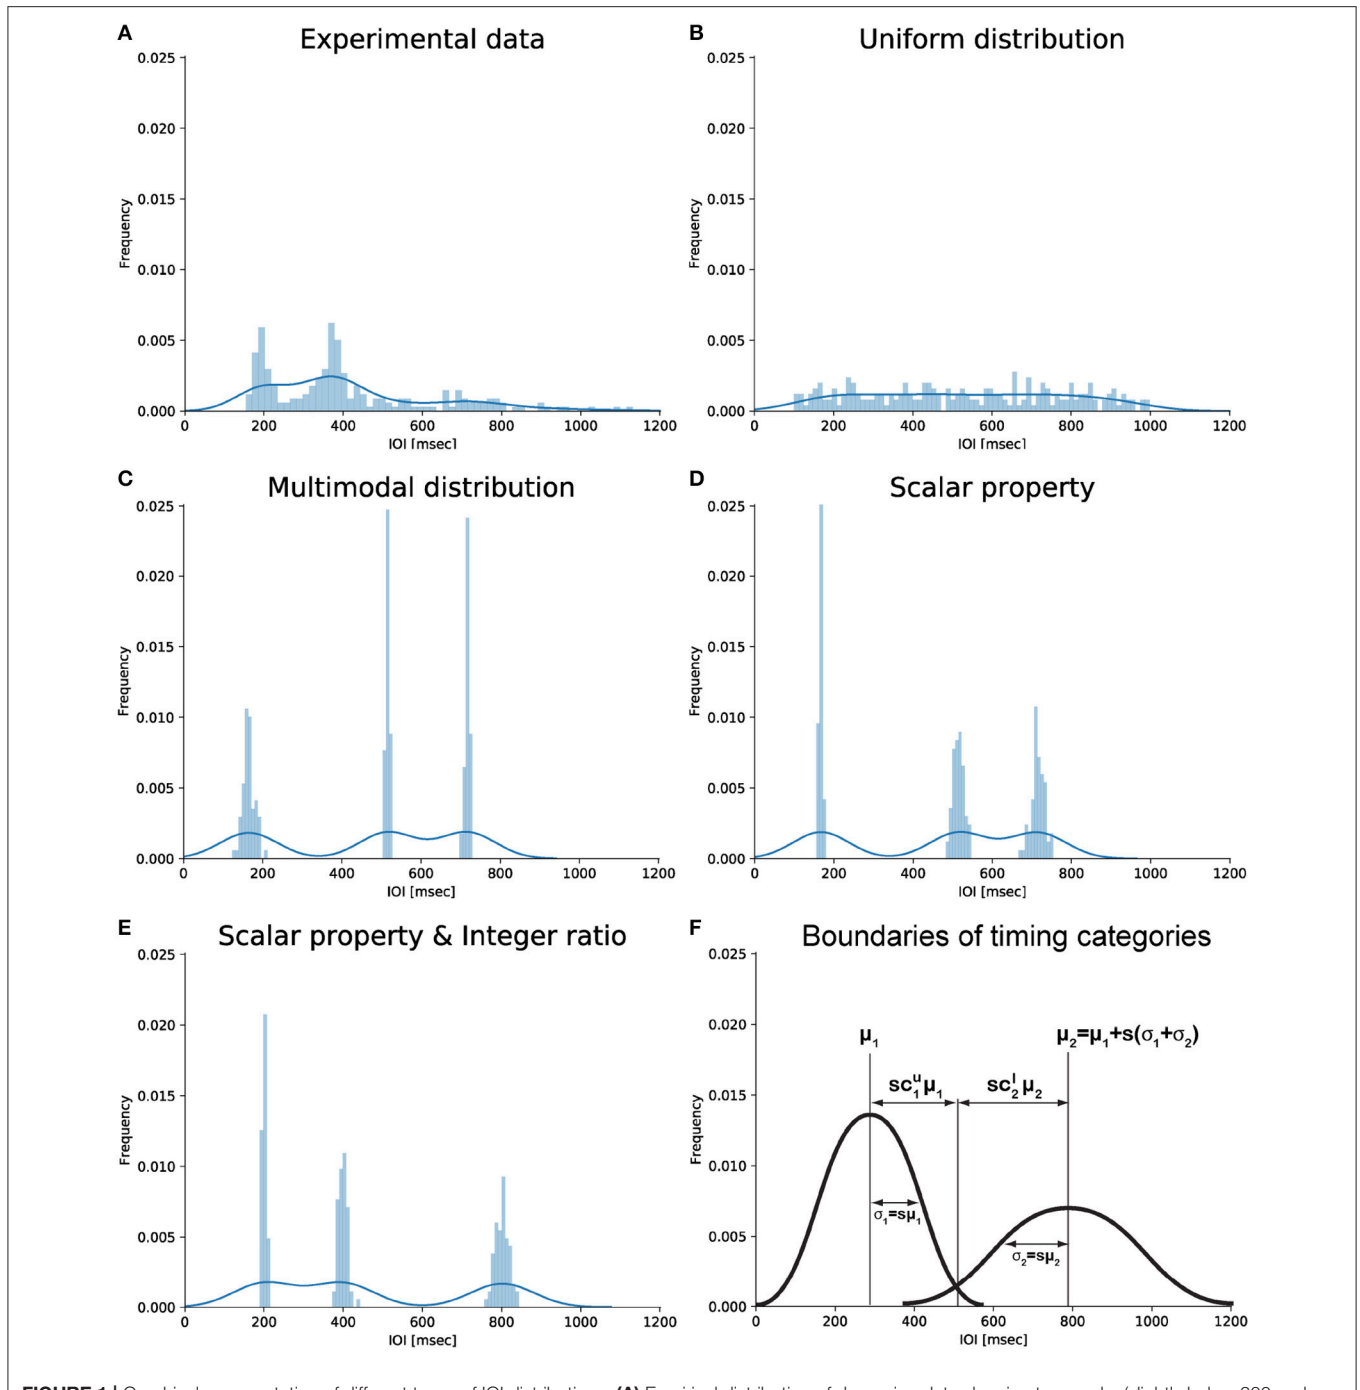 A
Experimental data
0.025
0.020
0.015
0.010
0.005
0.000
Frequency
0 200 400 600 800 1000 1200
IOI [msec]
B
Uniform distribution
0.025
0.020
0.015
0.010
0.005
0.000
Frequency
0 200 400 600 800 1000 1200
IOI [msec]
C
Multimodal distribution
0.025
0.020
0.015
0.010
0.005
0.000
Frequency
0 200 400 600 800 1000 1200
IOI [msec]
D
Scalar property
0.025
0.020
0.015
0.010
0.005
0.000
Frequency
0 200 400 600 800 1000 1200
IOI [msec]
E
Scalar property & Integer ratio
0.025
0.020
0.015
0.010
0.005
0.000
Frequency
0 200 400 600 800 1000 1200
IOI [msec]
F
Boundaries of timing categories
0.025
0.020
0.015
0.010
0.005
0.000
Frequency
μ₁
μ₂=μ₁+s(σ₁+σ₂)
sc₁ᵘμ₁
sc₂ˡμ₂
σ₁=sμ₁
σ₂=sμ₂
0 200 400 600 800 1000 1200
IOI [msec]